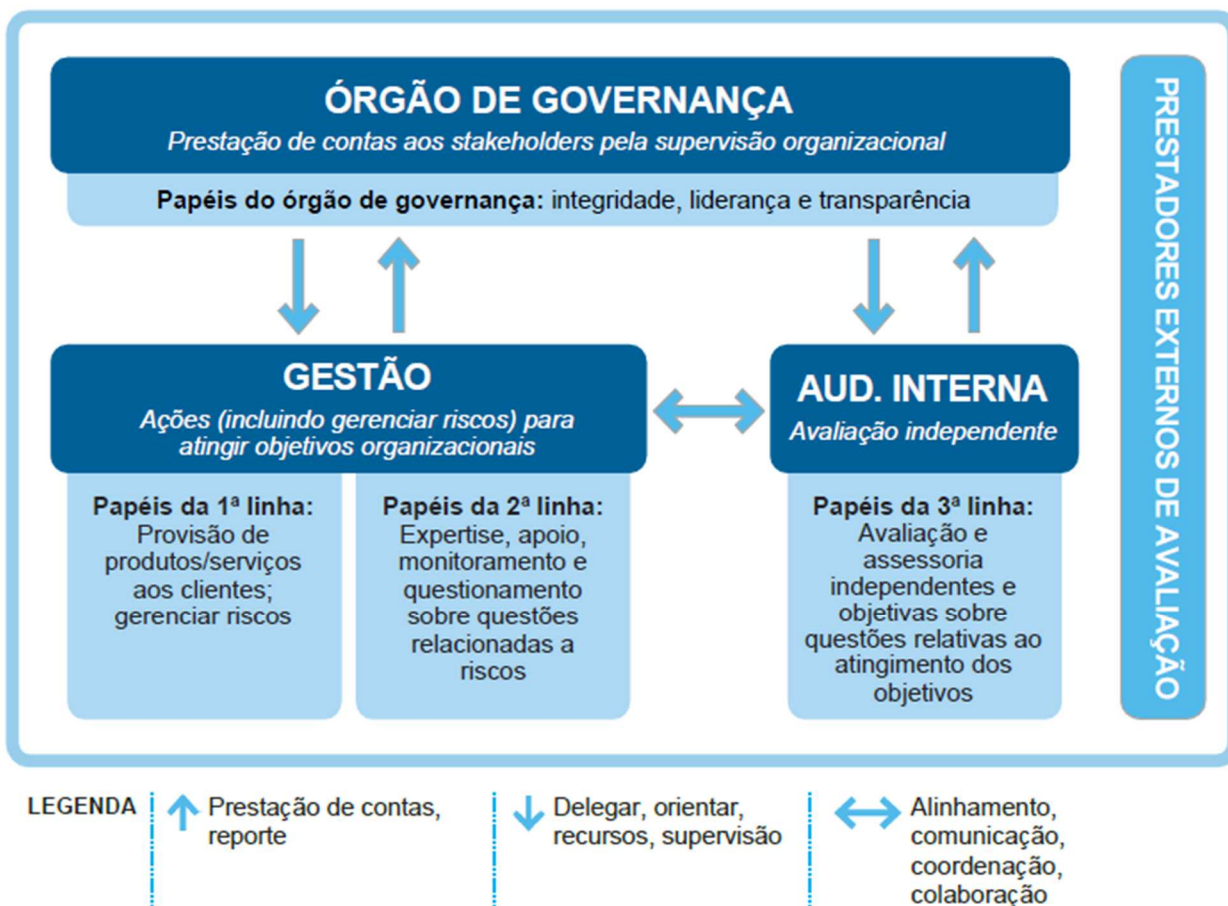 ÓRGÃO DE GOVERNANÇA
Prestação de contas aos stakeholders pela supervisão organizacional
Papéis do órgão de governança: integridade, liderança e transparência
GESTÃO
Ações (incluindo gerenciar riscos) para
atingir objetivos organizacionais
Papéis da 1ª linha:
Provisão de
produtos/serviços
aos clientes;
gerenciar riscos
Papéis da 2ª linha:
Expertise, apoio,
monitoramento e
questionamento
sobre questões
relacionadas a
riscos
AUD. INTERNA
Avaliação independente
Papéis da 3ª linha:
Avaliação e
assessoria
independentes e
objetivas sobre
questões relativas ao
atingimento dos
objetivos
PRESTADORES EXTERNOS DE AVALIAÇÃO
LEGENDA
Prestação de contas,
reporte
Delegar, orientar,
recursos, supervisão
Alinhamento,
comunicação,
coordenação,
colaboração